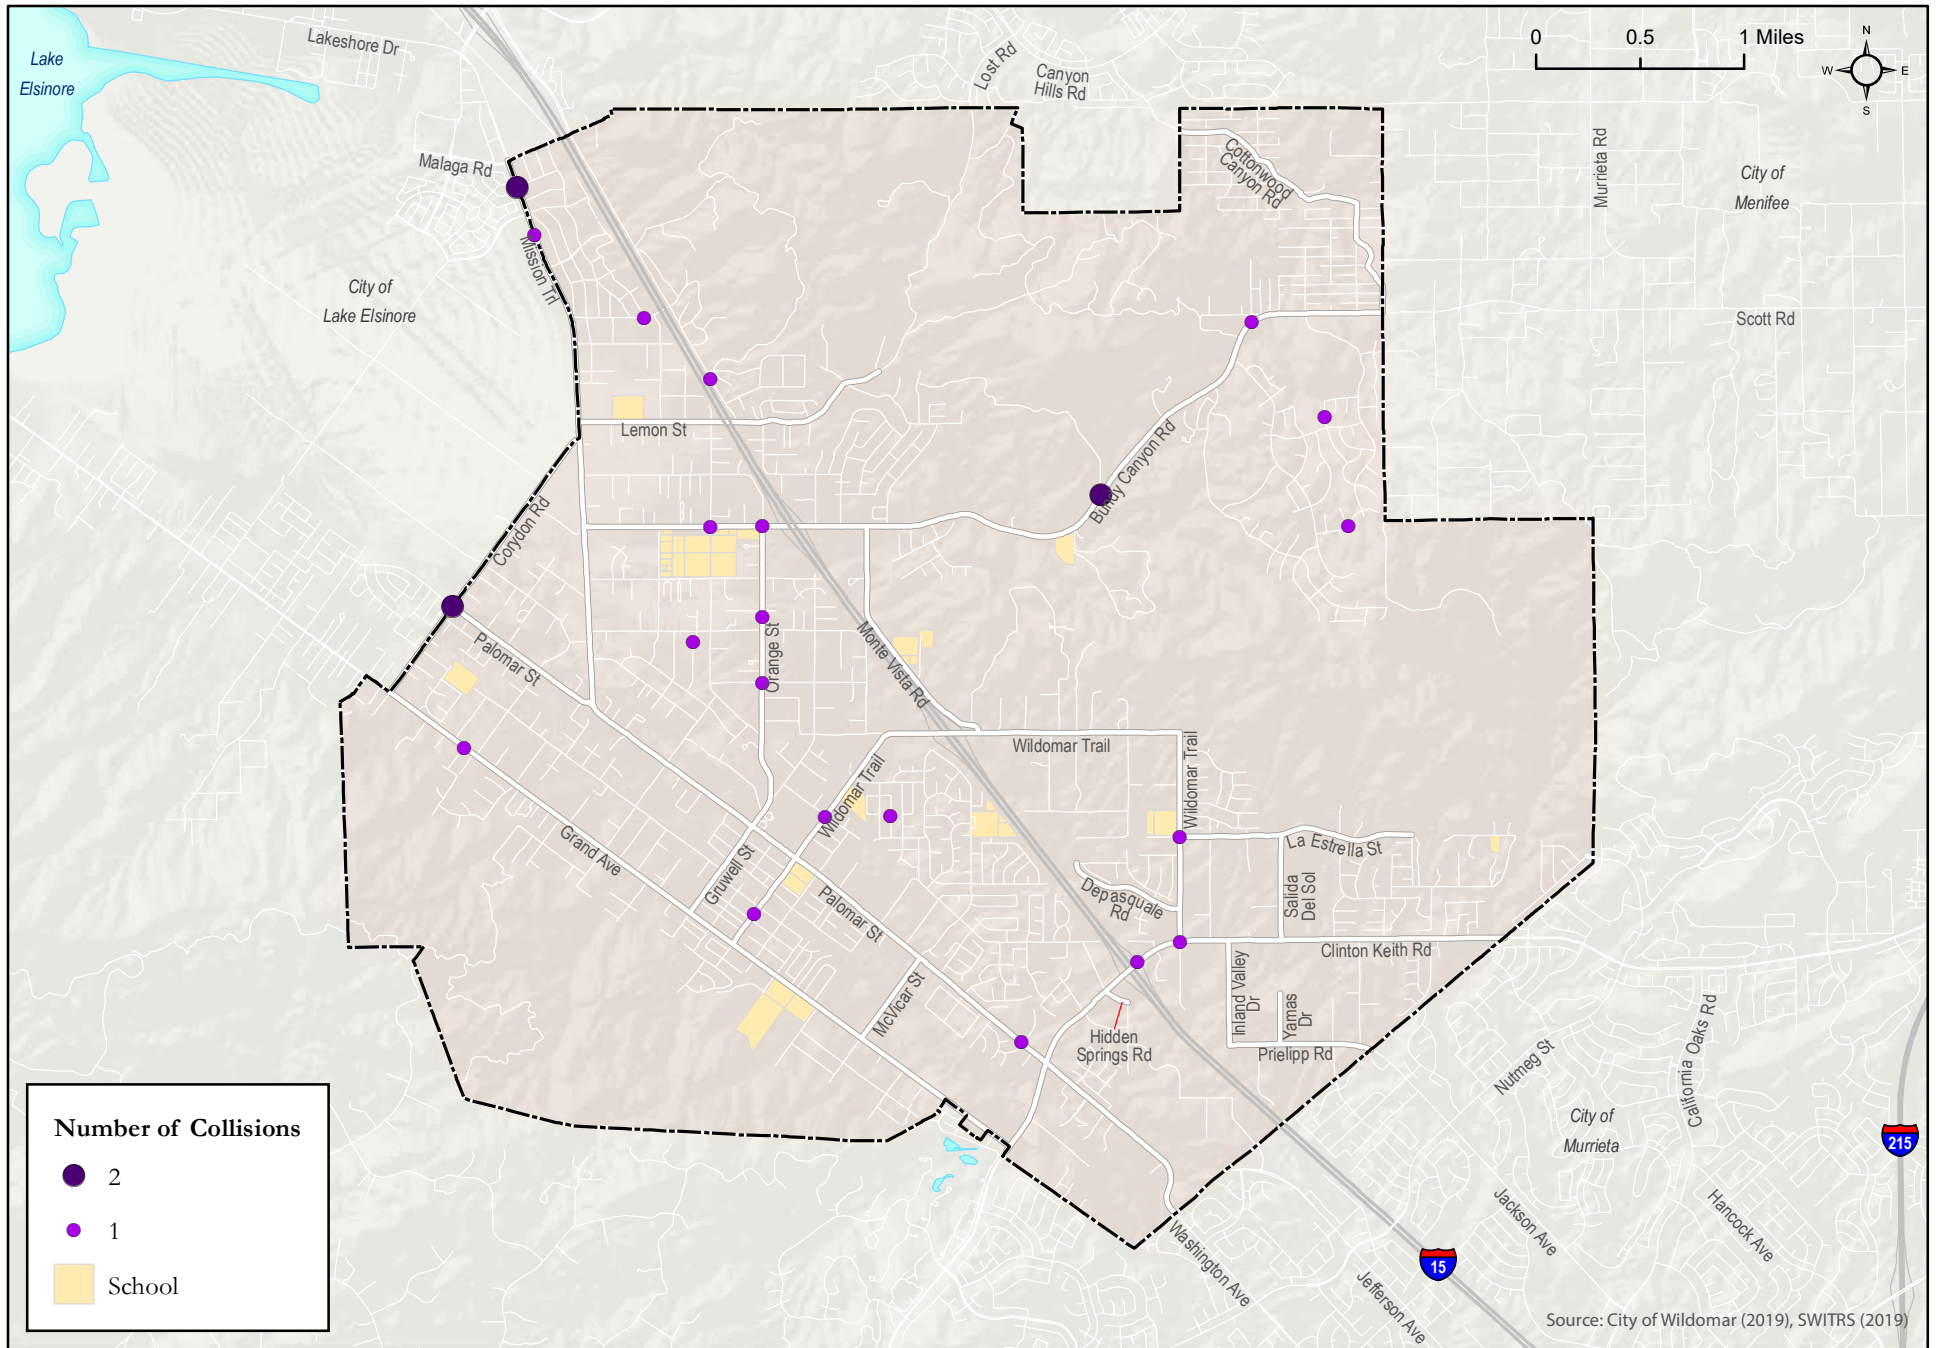 Lake
Elsinore
Lakeshore Dr
Lost Rd
Canyon
Hills Rd
0 0.5 1 Miles
N
W E
S
Malaga Rd
Cottonwood
Canyon Rd
Murrieta Rd
City of
Menifee
Mission Trl
City of
Lake Elsinore
Scott Rd
Lemon St
Bundy Canyon Rd
Corydon Rd
Palomar St
Orange St
Monte Vista Rd
Wildomar Trail
Wildomar Trail
Wildomar Trail
Grand Ave
Gruwell St
Palomar St
La Estrella St
Depasquale
Rd
Salida
Del Sol
Clinton Keith Rd
McVicar St
Inland Valley
Dr
Yamas
Dr
Hidden
Springs Rd
Prielipp Rd
California Oaks Rd
Nutmeg St
City of
Murrieta
215
Jackson Ave
Hancock Ave
Washington Ave
15
Jefferson Ave
Number of Collisions
2
1
School
Source: City of Wildomar (2019), SWITRS (2019)